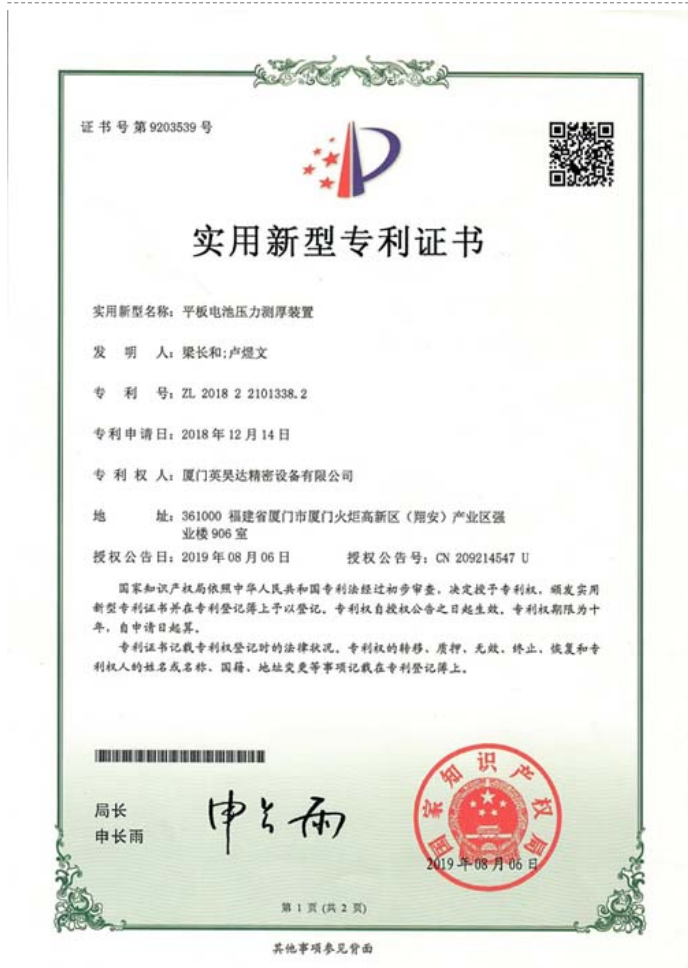 证书号第9203539号
实用新型专利证书
实用新型名称：平板电池压力测厚装置
发明人：梁长和;卢煜文
专利号：ZL 2018 2 2101338.2
专利申请日：2018年12月14日
专利权人：厦门英昊达精密设备有限公司
地址：361000 福建省厦门市厦门火炬高新区（翔安）产业区强
业楼906室
授权公告日：2019年08月06日 授权公告号：CN 209214547 U
国家知识产权局依照中华人民共和国专利法经过初步审查，决定授予专利权，颁发实用
新型专利证书并在专利登记簿上予以登记。专利权自授权公告之日起生效。专利权期限为十
年，自申请日起算。
专利证书记载专利权登记时的法律状况。专利权的转移、质押、无效、终止、恢复和专
利权人的姓名或名称、国籍、地址变更等事项记载在专利登记簿上。
局长
申长雨
申长雨
国家知识产权局
2019年08月06日
第1页(共2页)
其他事项参见背面